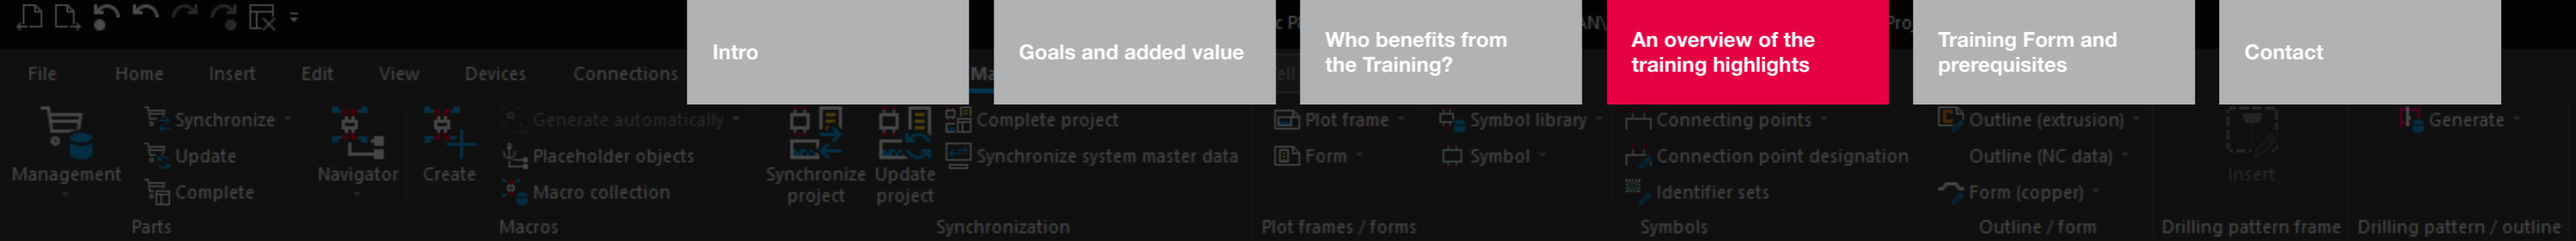 Intro
Goals and added value
Who benefits from
the Training?
An overview of the
training highlights
Training Form and
prerequisites
Contact
File Home Insert Edit View Devices Connections Ma
Synchronize
Update
Complete
Management
Parts
Navigator
Create
Generate automatically
Placeholder objects
Macro collection
Macros
Synchronize
project
Update
project
Complete project
Synchronize system master data
Synchronization
Plot frame
Form
Plot frames / forms
Symbol library
Symbol
Connecting points
Connection point designation
Identifier sets
Symbols
Outline (extrusion)
Outline (NC data)
Form (copper)
Outline / form
Insert
Drilling pattern frame
Generate
Drilling pattern / outline